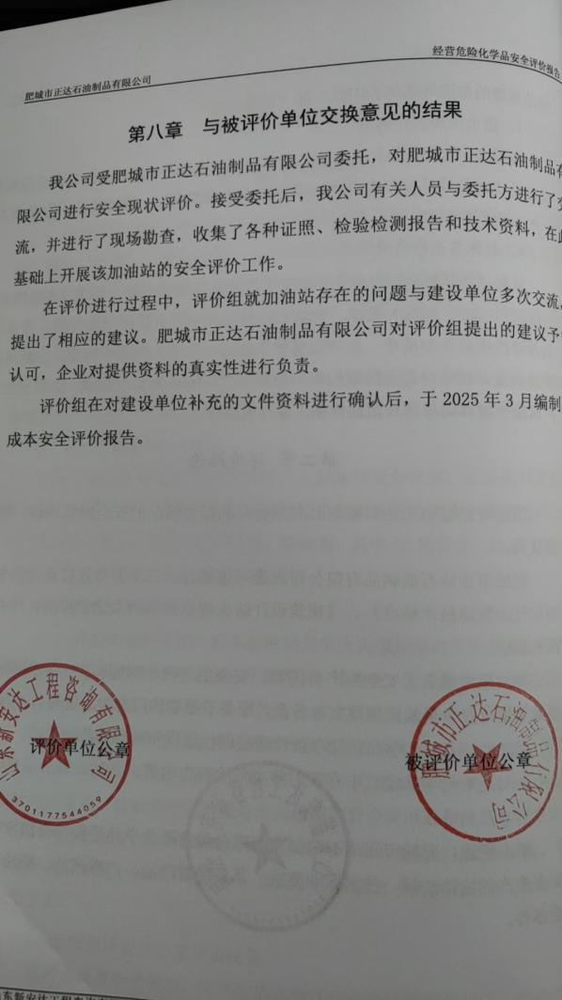 肥城市正达石油制品有限公司
经营危险化学品安全评价报告
第八章 与被评价单位交换意见的结果
我公司受肥城市正达石油制品有限公司委托，对肥城市正达石油制品有
限公司进行安全现状评价。接受委托后，我公司有关人员与委托方进行了交
流，并进行了现场勘查，收集了各种证照、检验检测报告和技术资料，在此
基础上开展该加油站的安全评价工作。
在评价进行过程中，评价组就加油站存在的问题与建设单位多次交流，
提出了相应的建议。肥城市正达石油制品有限公司对评价组提出的建议予
认可，企业对提供资料的真实性进行负责。
评价组在对建设单位补充的文件资料进行确认后，于 2025 年 3 月编制
成本安全评价报告。
山东新安达工程咨询有限公司
评价单位公章
3701177544059
肥城市正达石油制品有限公司
被评价单位公章
东新安达工程咨询